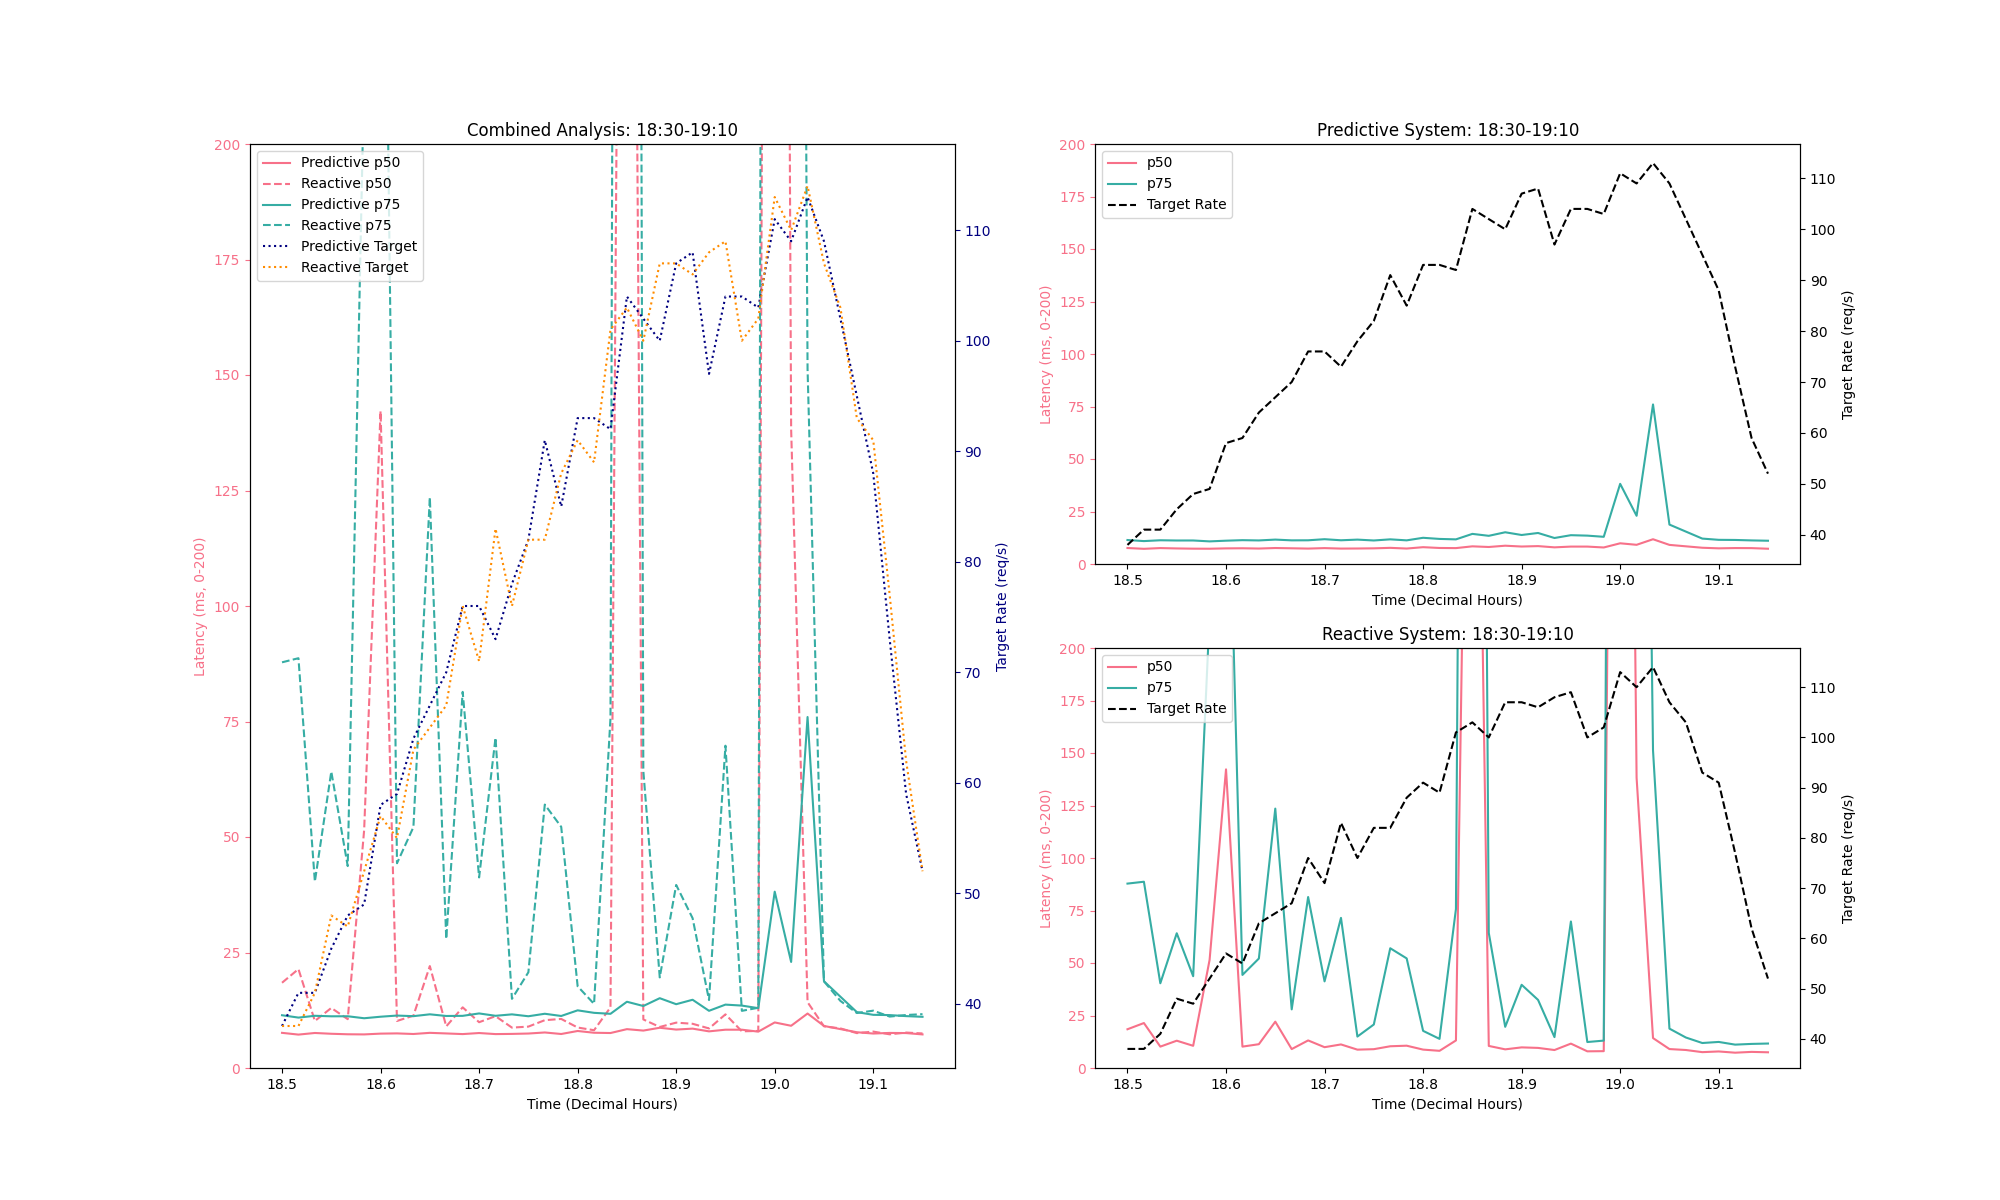 Combined Analysis: 18:30-19:10
200
175
150
125
100
75
50
25
0
Latency (ms, 0-200)
Predictive p50
Reactive p50
Predictive p75
Reactive p75
Predictive Target
Reactive Target
110
100
90
80
70
60
50
40
Target Rate (req/s)
18.5 18.6 18.7 18.8 18.9 19.0 19.1
Time (Decimal Hours)
Predictive System: 18:30-19:10
200
175
150
125
100
75
50
25
0
Latency (ms, 0-200)
p50
p75
Target Rate
110
100
90
80
70
60
50
40
Target Rate (req/s)
18.5 18.6 18.7 18.8 18.9 19.0 19.1
Time (Decimal Hours)
Reactive System: 18:30-19:10
200
175
150
125
100
75
50
25
0
Latency (ms, 0-200)
p50
p75
Target Rate
110
100
90
80
70
60
50
40
Target Rate (req/s)
18.5 18.6 18.7 18.8 18.9 19.0 19.1
Time (Decimal Hours)